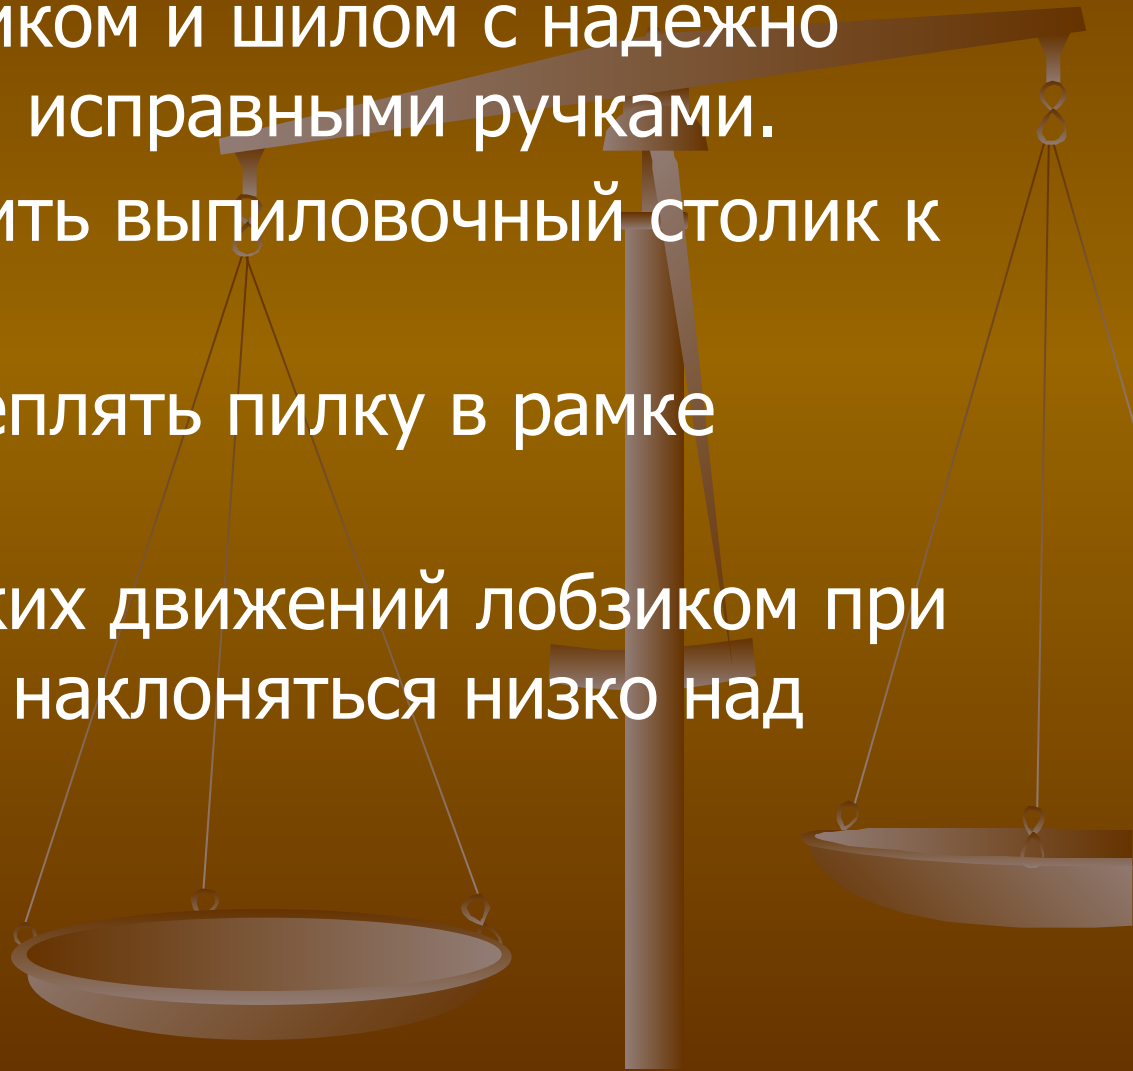 иком и шилом с надежно
исправными ручками.
ить выпиловочный столик к
еплять пилку в рамке
ких движений лобзиком при
наклоняться низко над